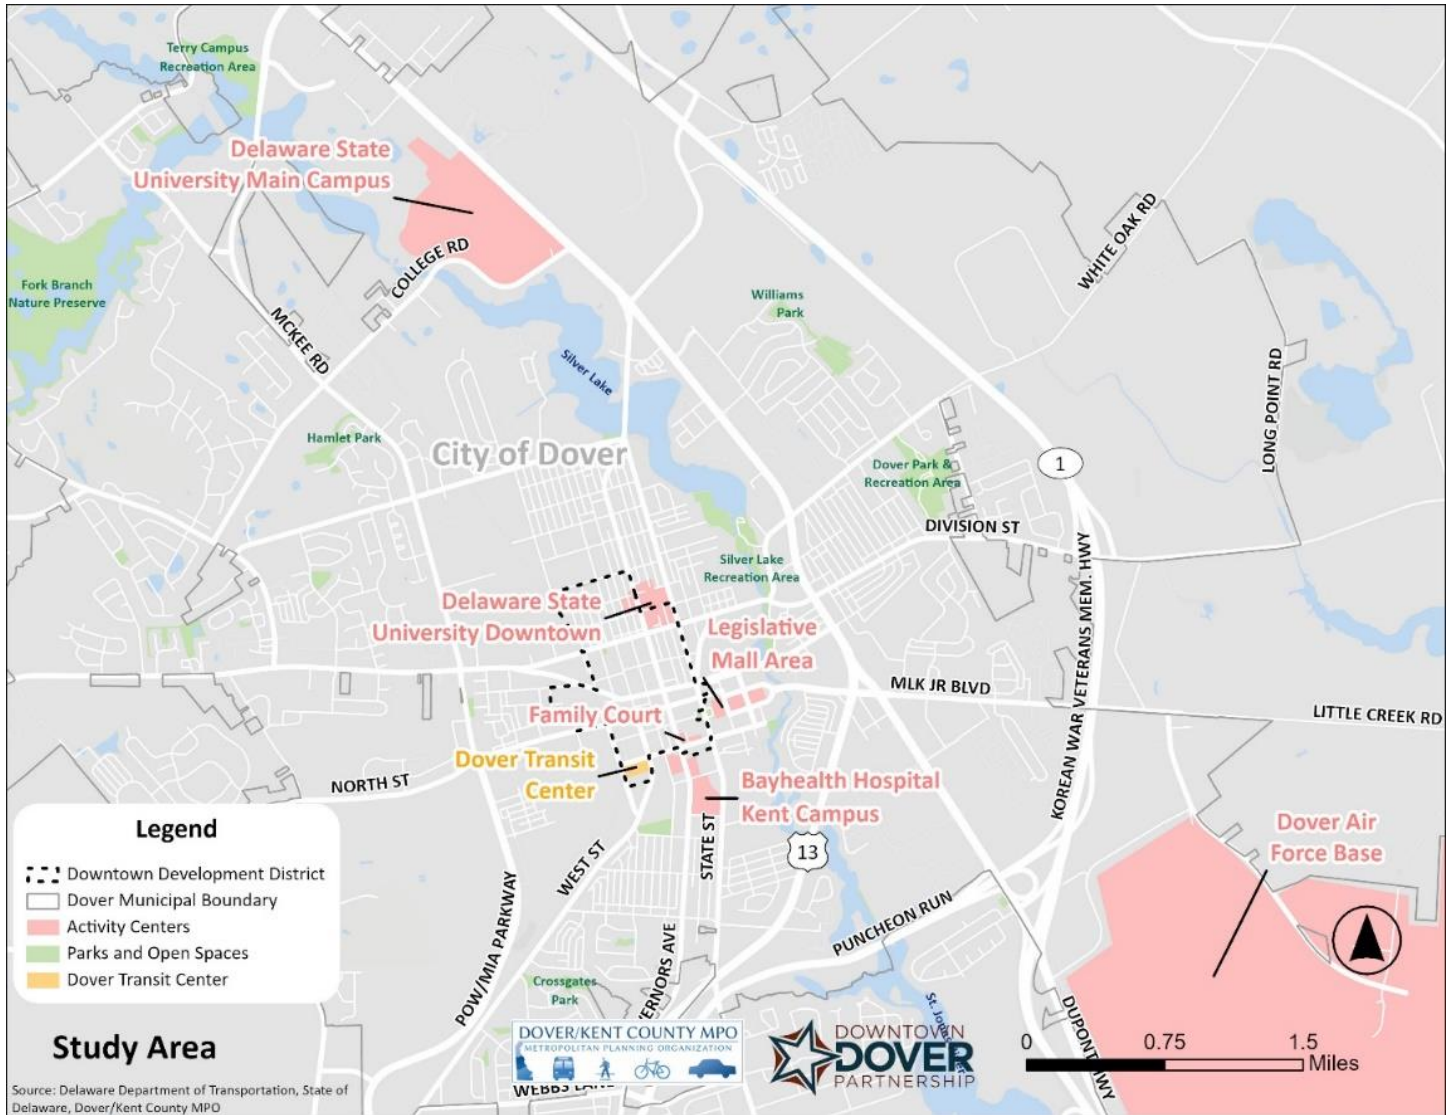 Terry Campus
Recreation Area
Delaware State
University Main Campus
COLLEGE RD
WHITE OAK RD
Fork Branch
Nature Preserve
MCKEE RD
Williams
Park
Silver Lake
LONG POINT RD
Hamlet Park
City of Dover
1
Dover Park &
Recreation Area
DIVISION ST
Silver Lake
Recreation Area
Delaware State
University Downtown
Legislative
Mall Area
KOREAN WAR VETERANS MEM. HWY
MLK JR BLVD
LITTLE CREEK RD
Family Court
Dover Transit
Center
NORTH ST
Bayhealth Hospital
Kent Campus
STATE ST
13
WEST ST
Dover Air
Force Base
PUNCHEON RUN
POW/MIA PARKWAY
VERNORS AVE
Crossgates
Park
DUPONT HWY
Legend
Downtown Development District
Dover Municipal Boundary
Activity Centers
Parks and Open Spaces
Dover Transit Center
Study Area
Source: Delaware Department of Transportation, State of
Delaware, Dover/Kent County MPO
DOVER/KENT COUNTY MPO
METROPOLITAN PLANNING ORGANIZATION
WEBBS
DOWNTOWN
DOVER
PARTNERSHIP
0 0.75 1.5
Miles